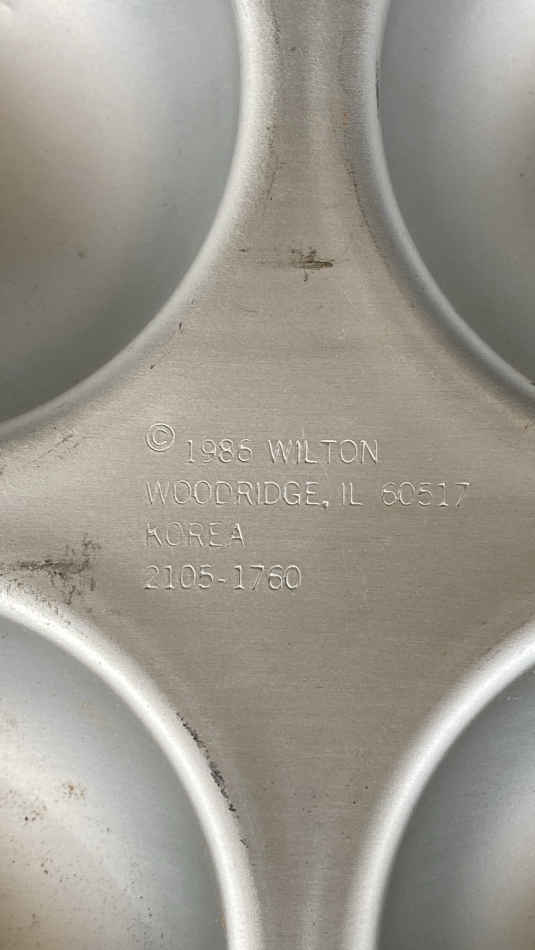 © 1986 WILTON
WOODRIDGE, IL 60517
KOREA
2105-1760